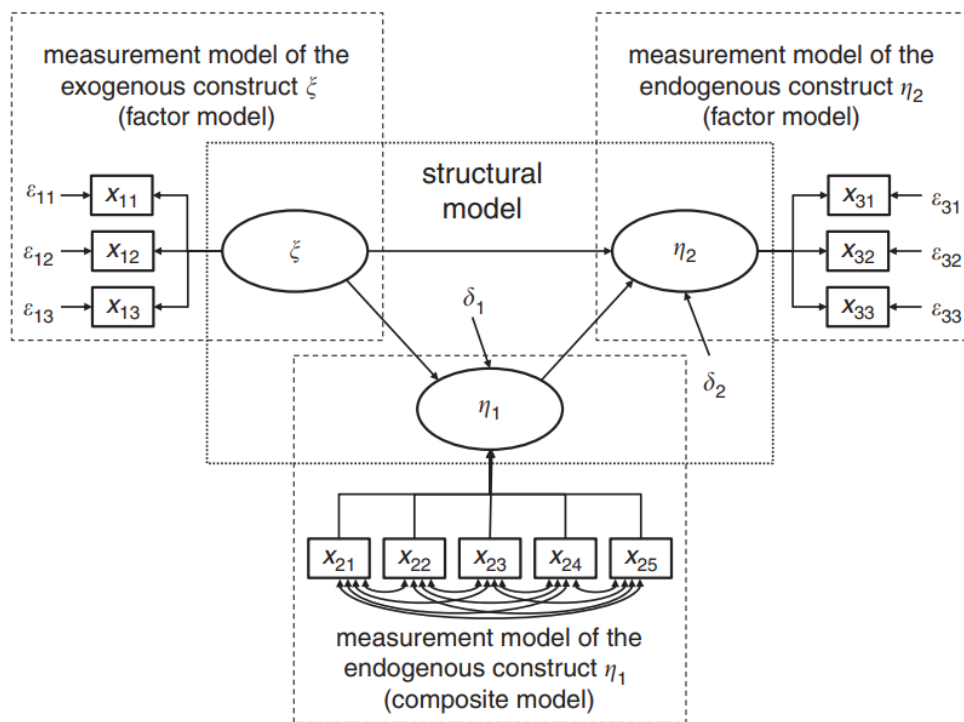 measurement model of the
exogenous construct ξ
(factor model)
measurement model of the
endogenous construct η2
(factor model)
structural
model
ε11
x11
ε12
x12
ε13
x13
ξ
η2
x31
ε31
x32
ε32
x33
ε33
δ1
δ2
η1
x21 x22 x23 x24 x25
measurement model of the
endogenous construct η1
(composite model)